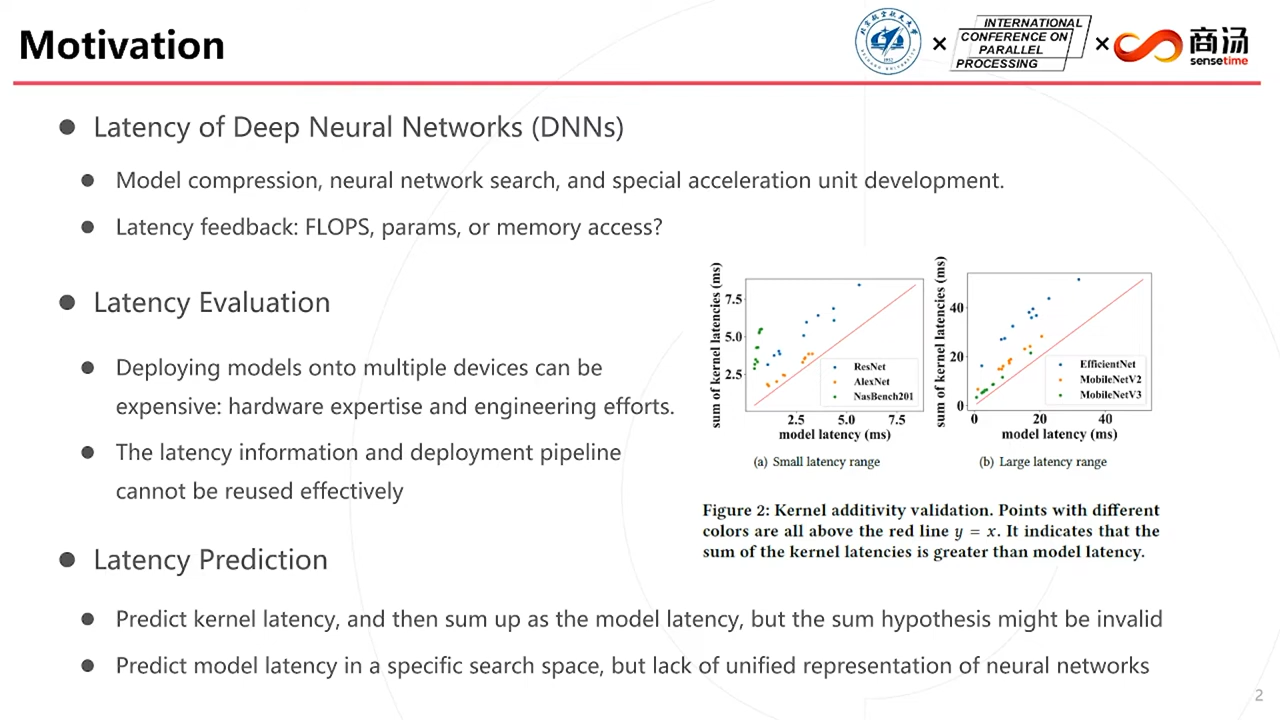 Motivation
INTERNATIONAL
CONFERENCE ON
PARALLEL
PROCESSING
商汤
sensetime
Latency of Deep Neural Networks (DNNs)
Model compression, neural network search, and special acceleration unit development.
Latency feedback: FLOPS, params, or memory access?
Latency Evaluation
Deploying models onto multiple devices can be
expensive: hardware expertise and engineering efforts.
The latency information and deployment pipeline
cannot be reused effectively
sum of kernel latencies (ms)
7.5
5.0
2.5
ResNet
AlexNet
NasBench201
2.5 5.0 7.5
model latency (ms)
(a) Small latency range
sum of kernel latencies (ms)
40
20
0
EfficientNet
MobileNetV2
MobileNetV3
0 20 40
model latency (ms)
(b) Large latency range
Figure 2: Kernel additivity validation. Points with different
colors are all above the red line y = x. It indicates that the
sum of the kernel latencies is greater than model latency.
Latency Prediction
Predict kernel latency, and then sum up as the model latency, but the sum hypothesis might be invalid
Predict model latency in a specific search space, but lack of unified representation of neural networks
2